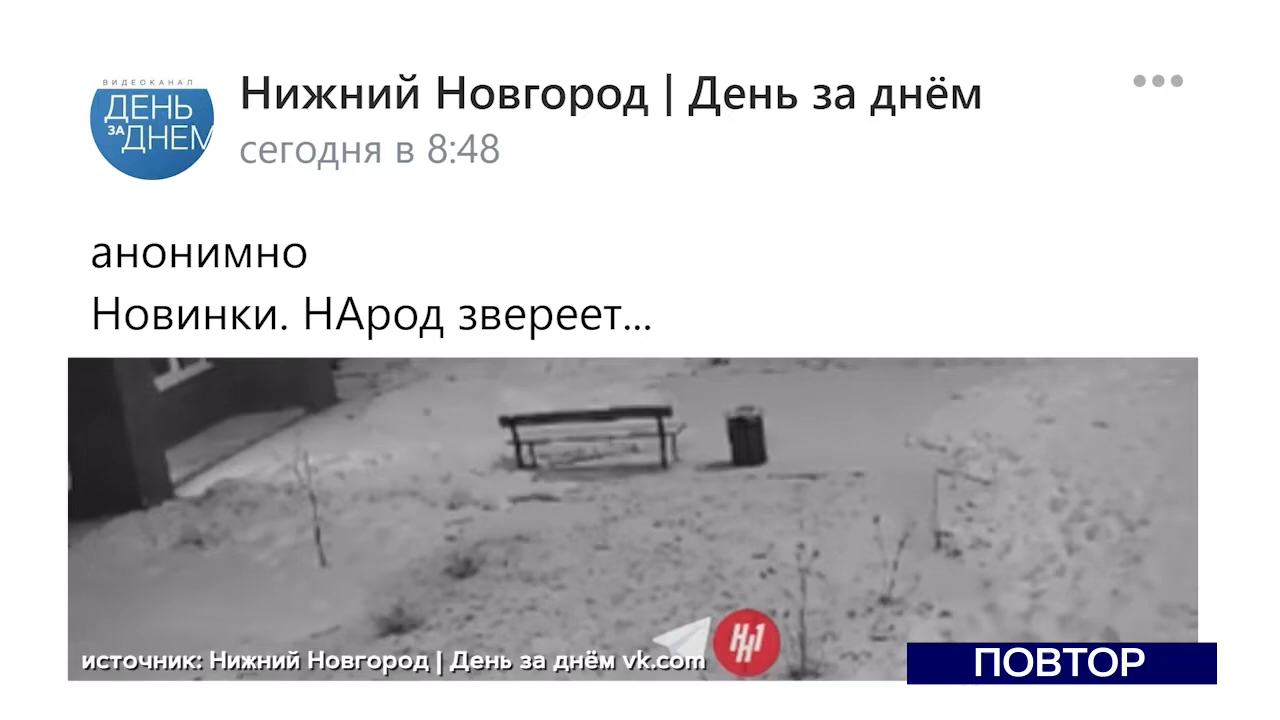 ВИДЕОКАНАЛ
ДЕНЬ
ЗА ДНЕМ
Нижний Новгород | День за днём
сегодня в 8:48
анонимно
Новинки. НАрод звереет...
НН1
источник: Нижний Новгород | День за днём vk.com
ПОВТОР